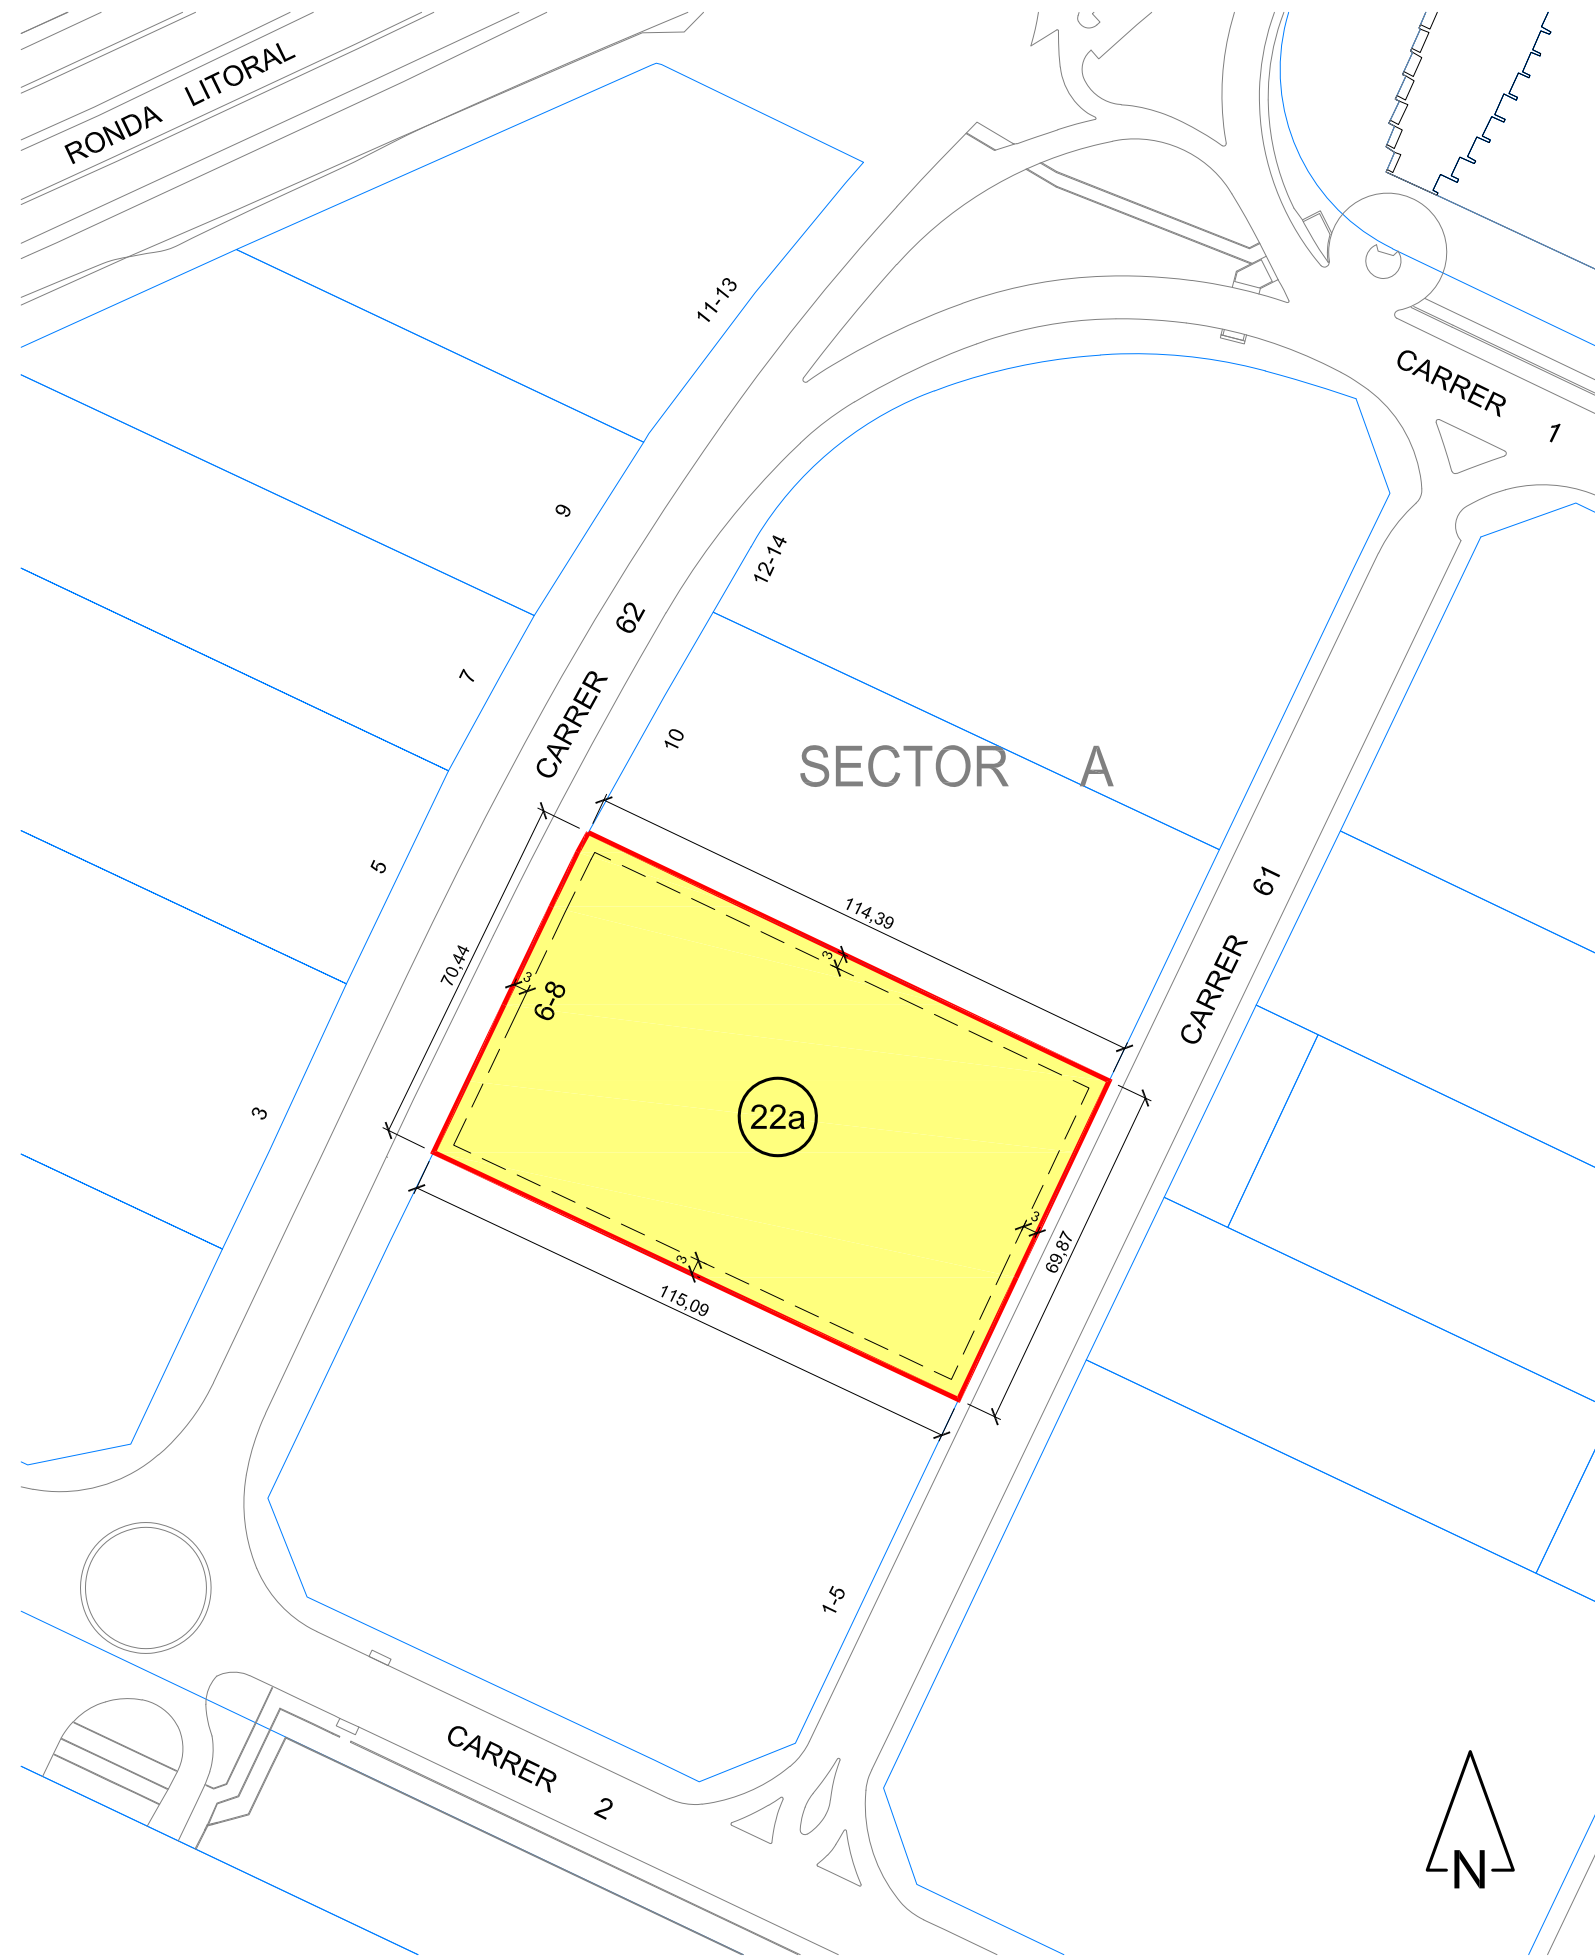 RONDA LITORAL
11-13
CARRER 1
9
12-14
CARRER 62
7
10
SECTOR A
5
CARRER 61
114,39
70,44
3
3
6-8
22a
3
3
69,87
3
115,09
1-5
CARRER 2
N